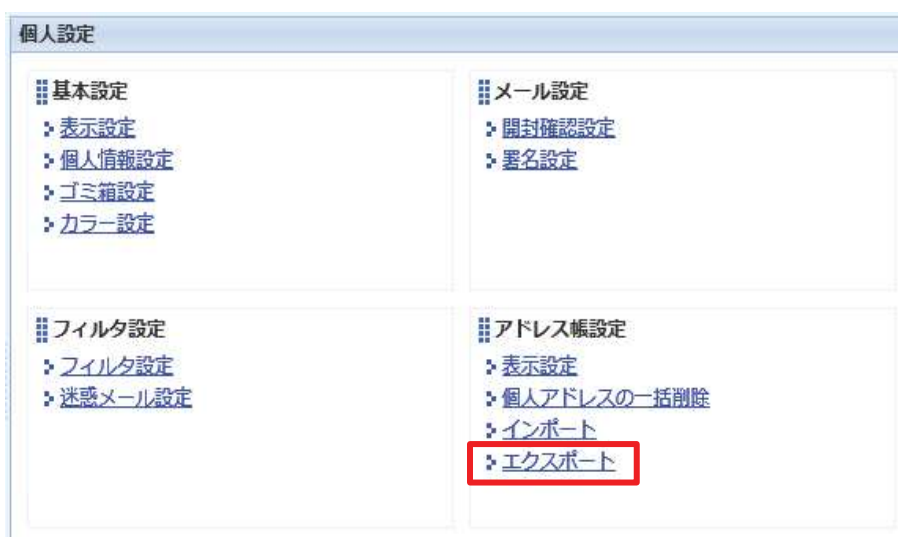 個人設定
基本設定
表示設定
個人情報設定
ゴミ箱設定
カラー設定
メール設定
開封確認設定
署名設定
フィルタ設定
フィルタ設定
迷惑メール設定
アドレス帳設定
表示設定
個人アドレスの一括削除
インポート
エクスポート